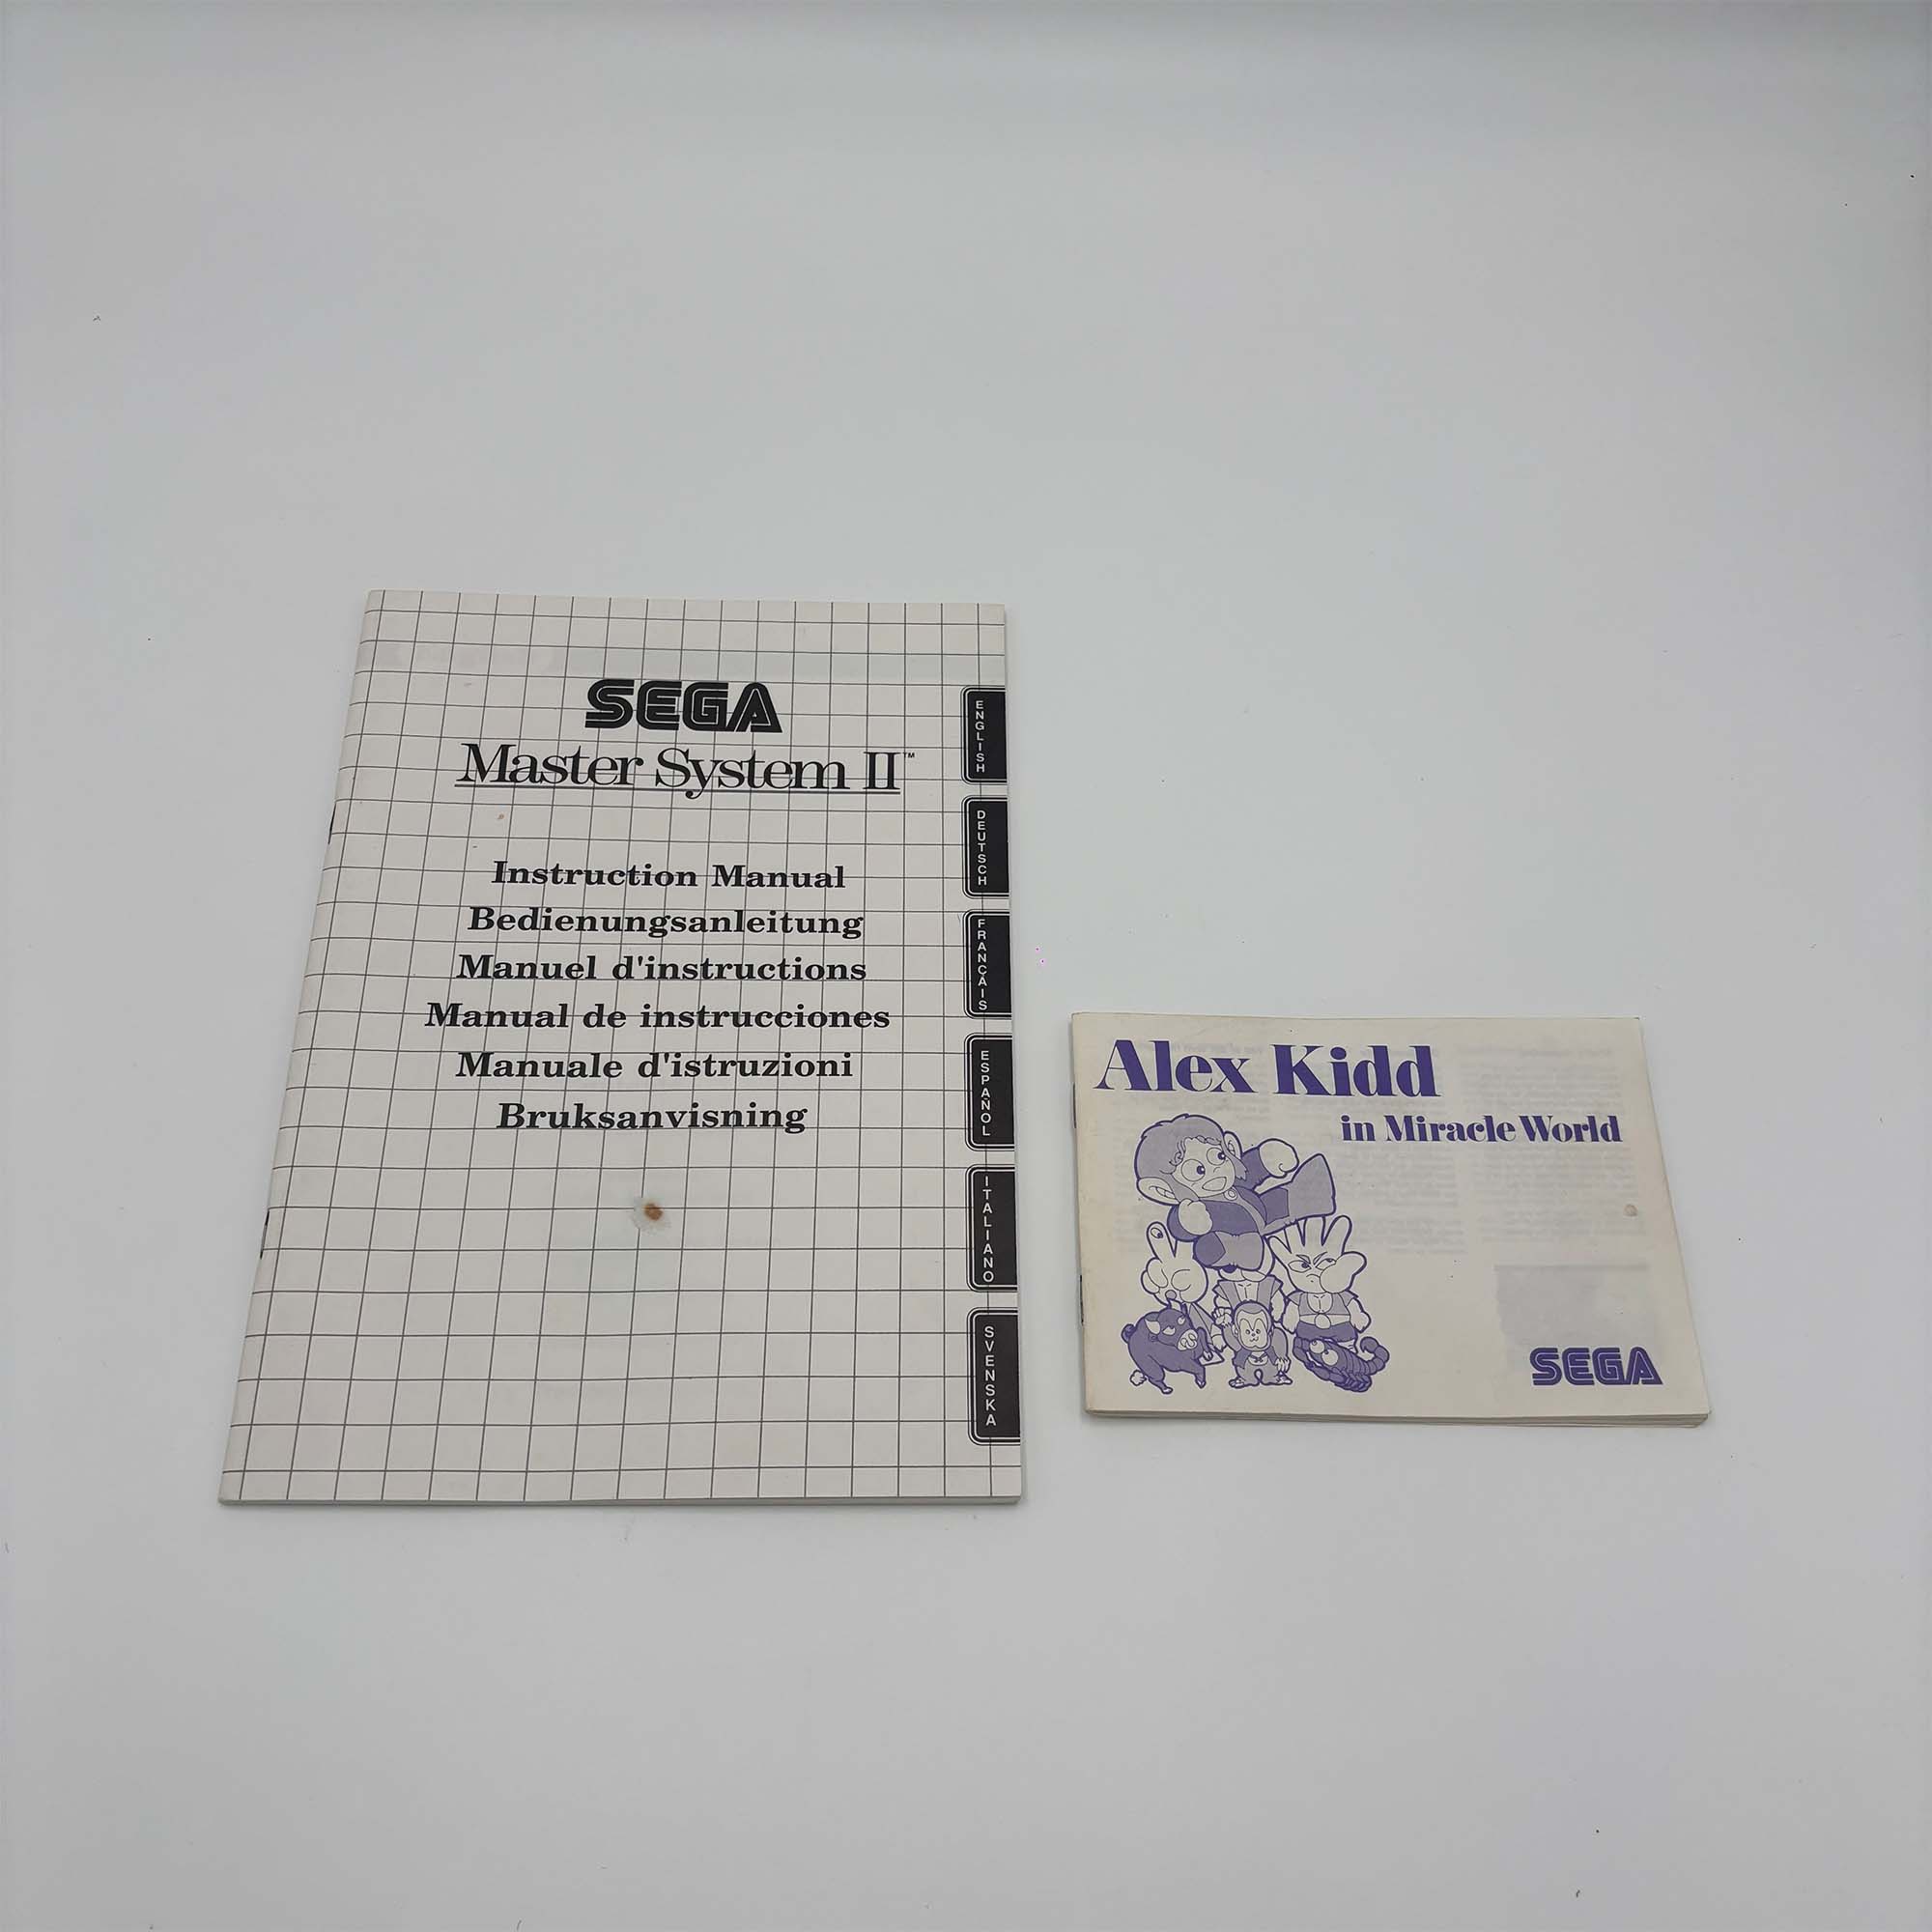 SEGA
Master System II™
Instruction Manual
Bedienungsanleitung
Manuel d'instructions
Manual de instrucciones
Manuale d'istruzioni
Bruksanvisning
ENGLISH
DEUTSCH
FRANÇAIS
ESPAÑOL
ITALIANO
SVENSKA
Alex Kidd
in Miracle World
SEGA